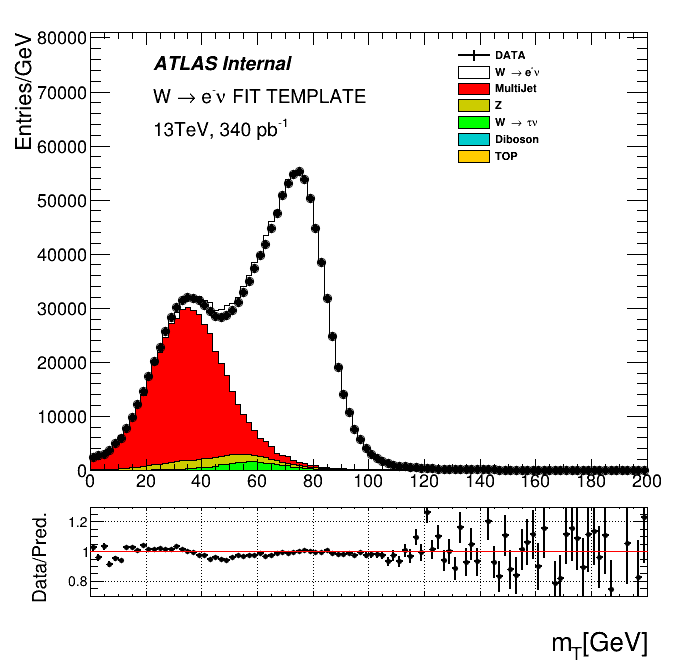 80000
70000
60000
50000
40000
30000
20000
10000
0
Entries/GeV
ATLAS Internal
W → e⁻ν FIT TEMPLATE
13TeV, 340 pb⁻¹
DATA
W → e⁻ν
MultiJet
Z
W → τν
Diboson
TOP
0 20 40 60 80 100 120 140 160 180 200
1.2
1
0.8
Data/Pred.
m_T[GeV]